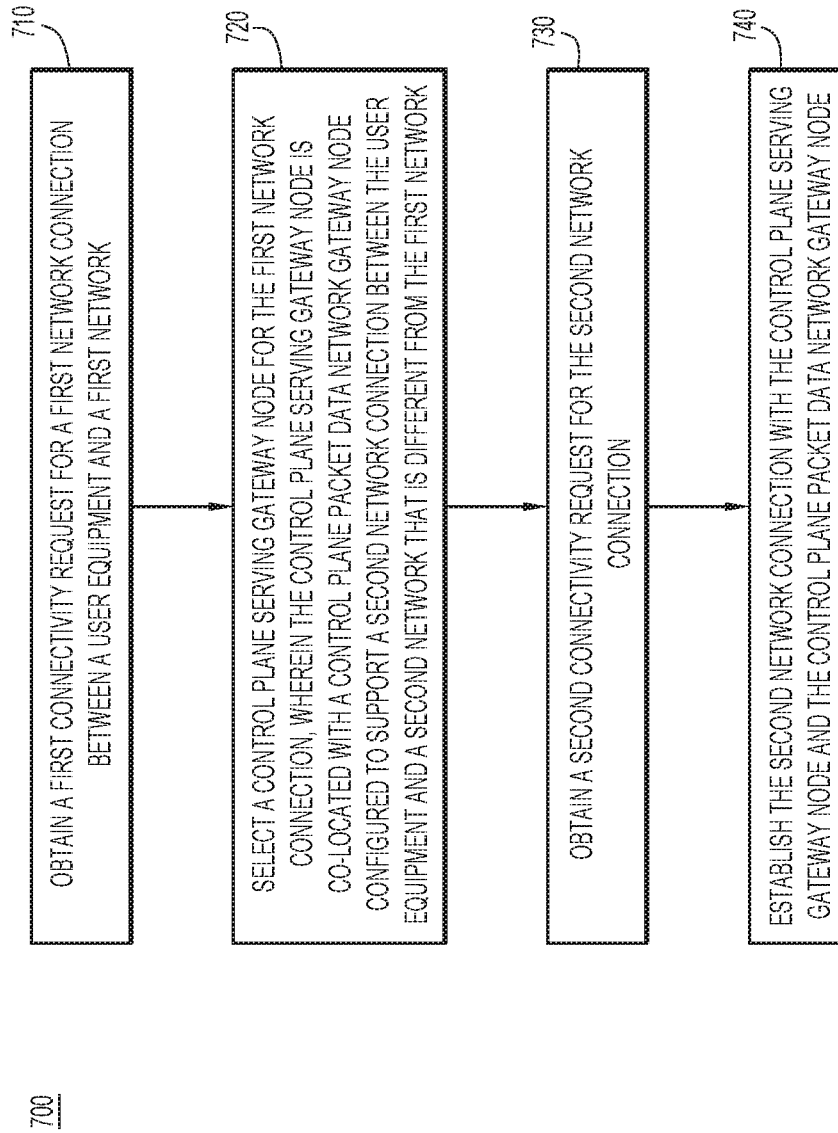 700
710
OBTAIN A FIRST CONNECTIVITY REQUEST FOR A FIRST NETWORK CONNECTION
BETWEEN A USER EQUIPMENT AND A FIRST NETWORK
720
SELECT A CONTROL PLANE SERVING GATEWAY NODE FOR THE FIRST NETWORK
CONNECTION, WHEREIN THE CONTROL PLANE SERVING GATEWAY NODE IS
CO-LOCATED WITH A CONTROL PLANE PACKET DATA NETWORK GATEWAY NODE
CONFIGURED TO SUPPORT A SECOND NETWORK CONNECTION BETWEEN THE USER
EQUIPMENT AND A SECOND NETWORK THAT IS DIFFERENT FROM THE FIRST NETWORK
730
OBTAIN A SECOND CONNECTIVITY REQUEST FOR THE SECOND NETWORK
CONNECTION
740
ESTABLISH THE SECOND NETWORK CONNECTION WITH THE CONTROL PLANE SERVING
GATEWAY NODE AND THE CONTROL PLANE PACKET DATA NETWORK GATEWAY NODE